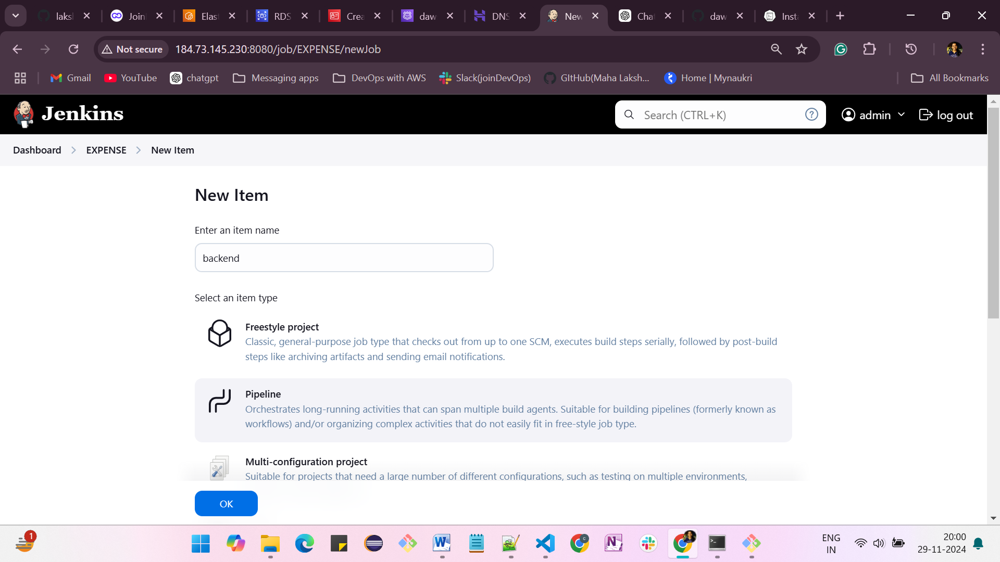 laks
Join
Elast
RDS
Crea
daw
DNS
New
Chat
daw
Insta
Not secure
184.73.145.230:8080/job/EXPENSE/newJob
Gmail
YouTube
chatgpt
Messaging apps
DevOps with AWS
Slack(joinDevOps)
GItHub(Maha Laksh...
Home | Mynaukri
All Bookmarks
Jenkins
Search (CTRL+K)
admin
log out
Dashboard
EXPENSE
New Item
New Item
Enter an item name
backend
Select an item type
Freestyle project
Classic, general-purpose job type that checks out from up to one SCM, executes build steps serially, followed by post-build
steps like archiving artifacts and sending email notifications.
Pipeline
Orchestrates long-running activities that can span multiple build agents. Suitable for building pipelines (formerly known as
workflows) and/or organizing complex activities that do not easily fit in free-style job type.
Multi-configuration project
Suitable for projects that need a large number of different configurations, such as testing on multiple environments,
OK
1
ENG
IN
20:00
29-11-2024